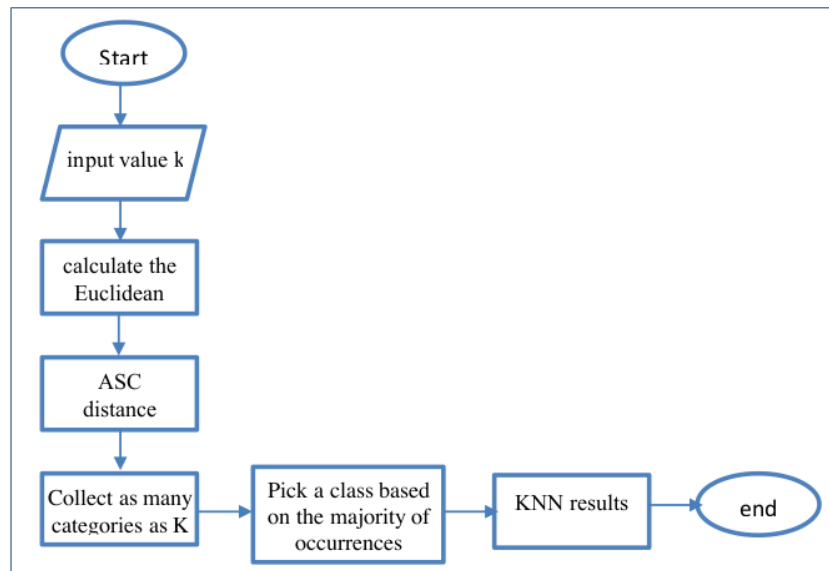 Start
input value k
calculate the
Euclidean
ASC
distance
Collect as many
categories as K
Pick a class based
on the majority of
occurrences
KNN results
end